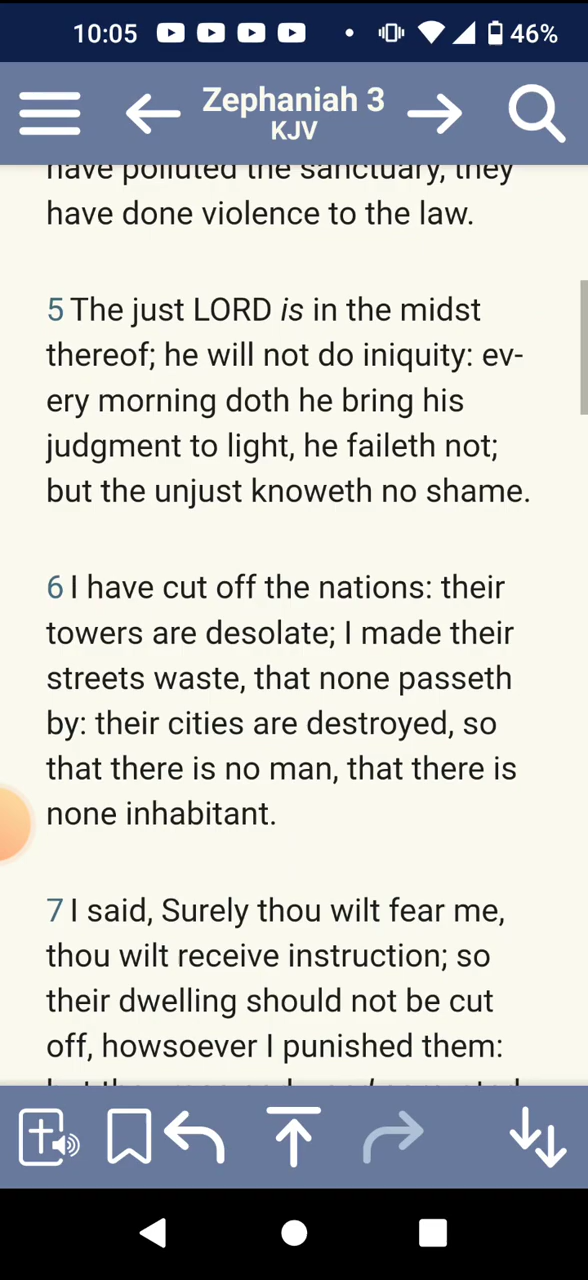 10:05
46%
Zephaniah 3
KJV
have polluted the sanctuary, they
have done violence to the law.
5 The just LORD is in the midst
thereof; he will not do iniquity: ev-
ery morning doth he bring his
judgment to light, he faileth not;
but the unjust knoweth no shame.
6 I have cut off the nations: their
towers are desolate; I made their
streets waste, that none passeth
by: their cities are destroyed, so
that there is no man, that there is
none inhabitant.
7 I said, Surely thou wilt fear me,
thou wilt receive instruction; so
their dwelling should not be cut
off, howsoever I punished them: